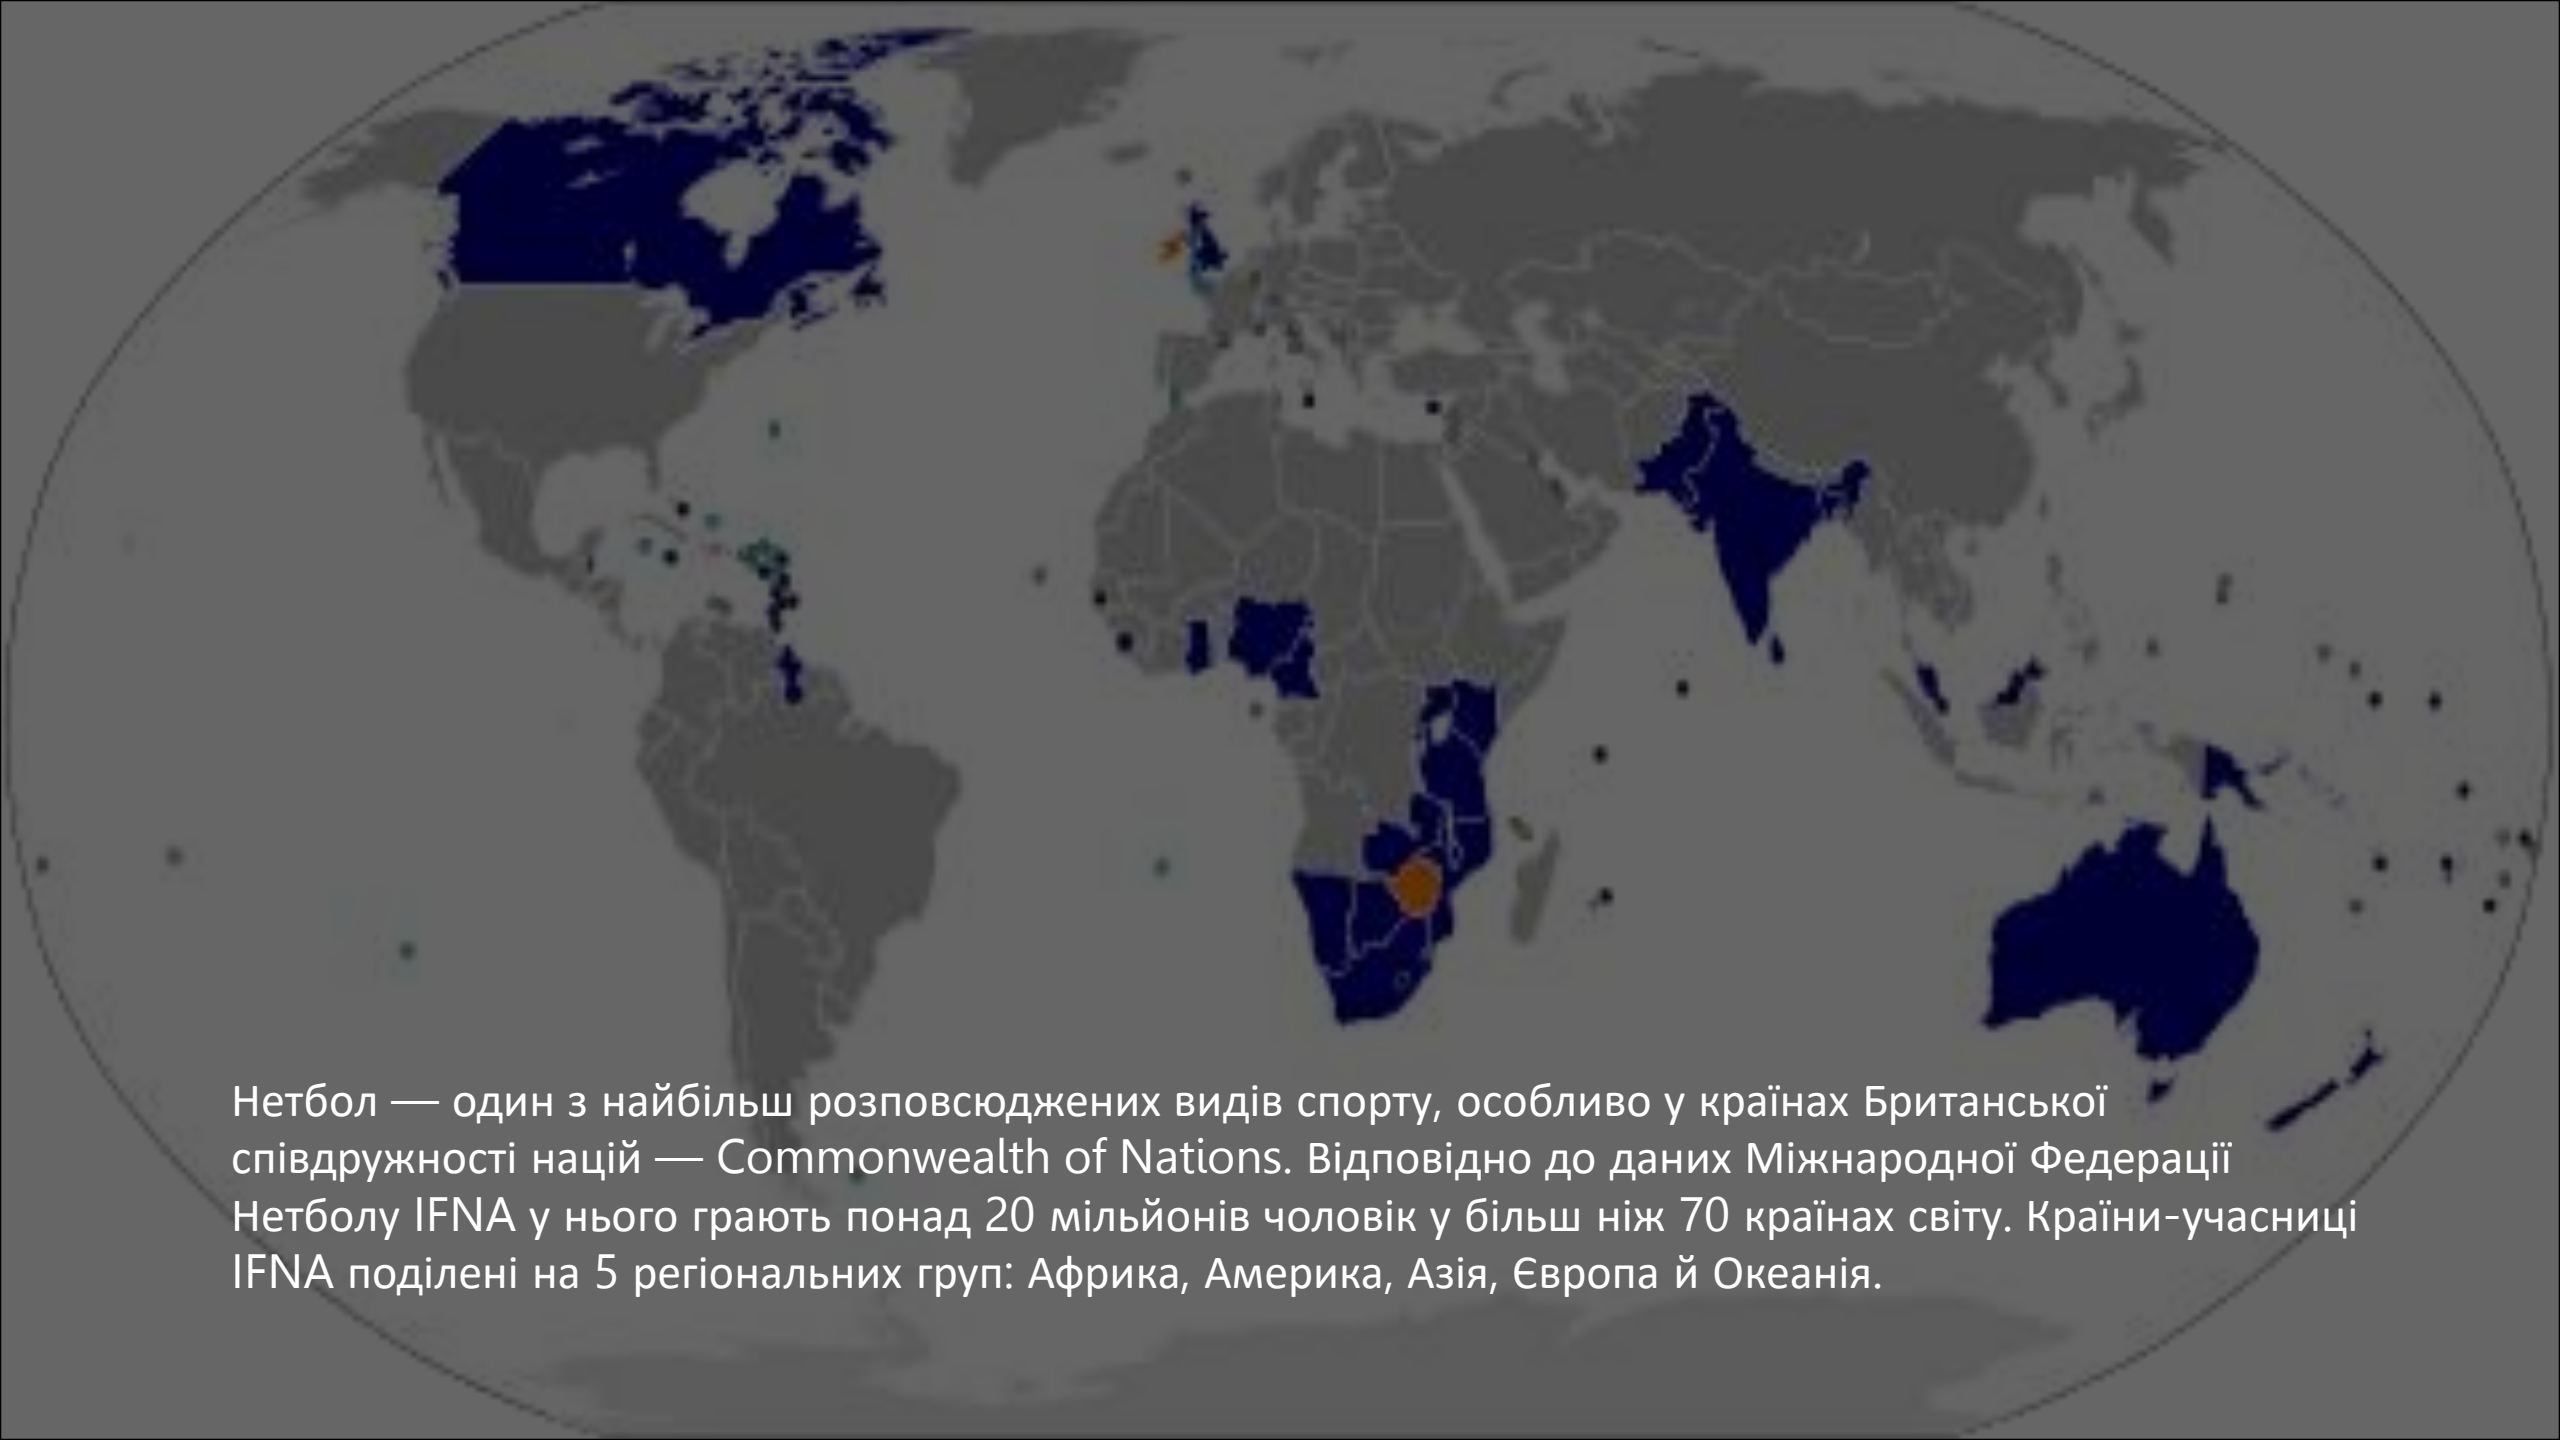 Нетбол — один з найбільш розповсюджених видів спорту, особливо у країнах Британської
співдружності націй — Commonwealth of Nations. Відповідно до даних Міжнародної Федерації
Нетболу IFNA у нього грають понад 20 мільйонів чоловік у більш ніж 70 країнах світу. Країни-учасниці
IFNA поділені на 5 регіональних груп: Африка, Америка, Азія, Європа й Океанія.